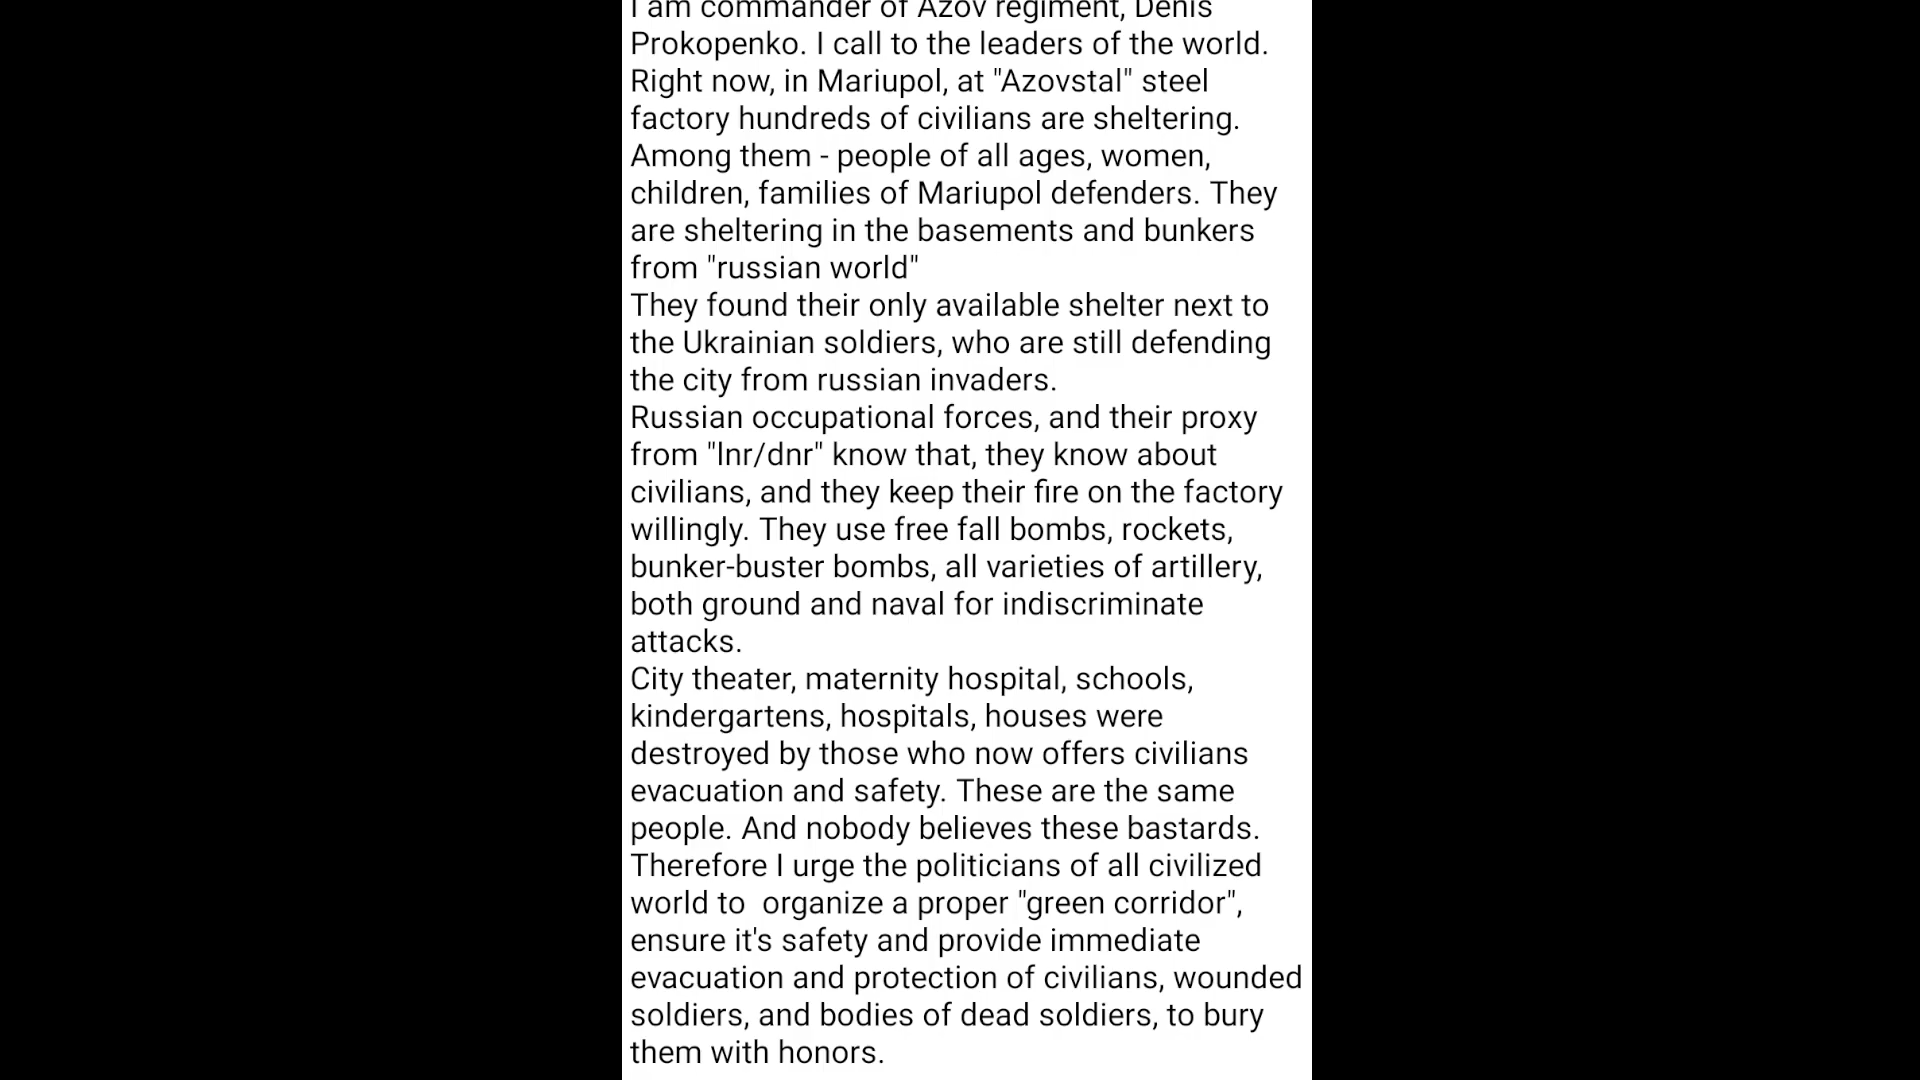 I am commander of Azov regiment, Denis
Prokopenko. I call to the leaders of the world.
Right now, in Mariupol, at "Azovstal" steel
factory hundreds of civilians are sheltering.
Among them - people of all ages, women,
children, families of Mariupol defenders. They
are sheltering in the basements and bunkers
from "russian world"
They found their only available shelter next to
the Ukrainian soldiers, who are still defending
the city from russian invaders.
Russian occupational forces, and their proxy
from "lnr/dnr" know that, they know about
civilians, and they keep their fire on the factory
willingly. They use free fall bombs, rockets,
bunker-buster bombs, all varieties of artillery,
both ground and naval for indiscriminate
attacks.
City theater, maternity hospital, schools,
kindergartens, hospitals, houses were
destroyed by those who now offers civilians
evacuation and safety. These are the same
people. And nobody believes these bastards.
Therefore I urge the politicians of all civilized
world to  organize a proper "green corridor",
ensure it's safety and provide immediate
evacuation and protection of civilians, wounded
soldiers, and bodies of dead soldiers, to bury
them with honors.